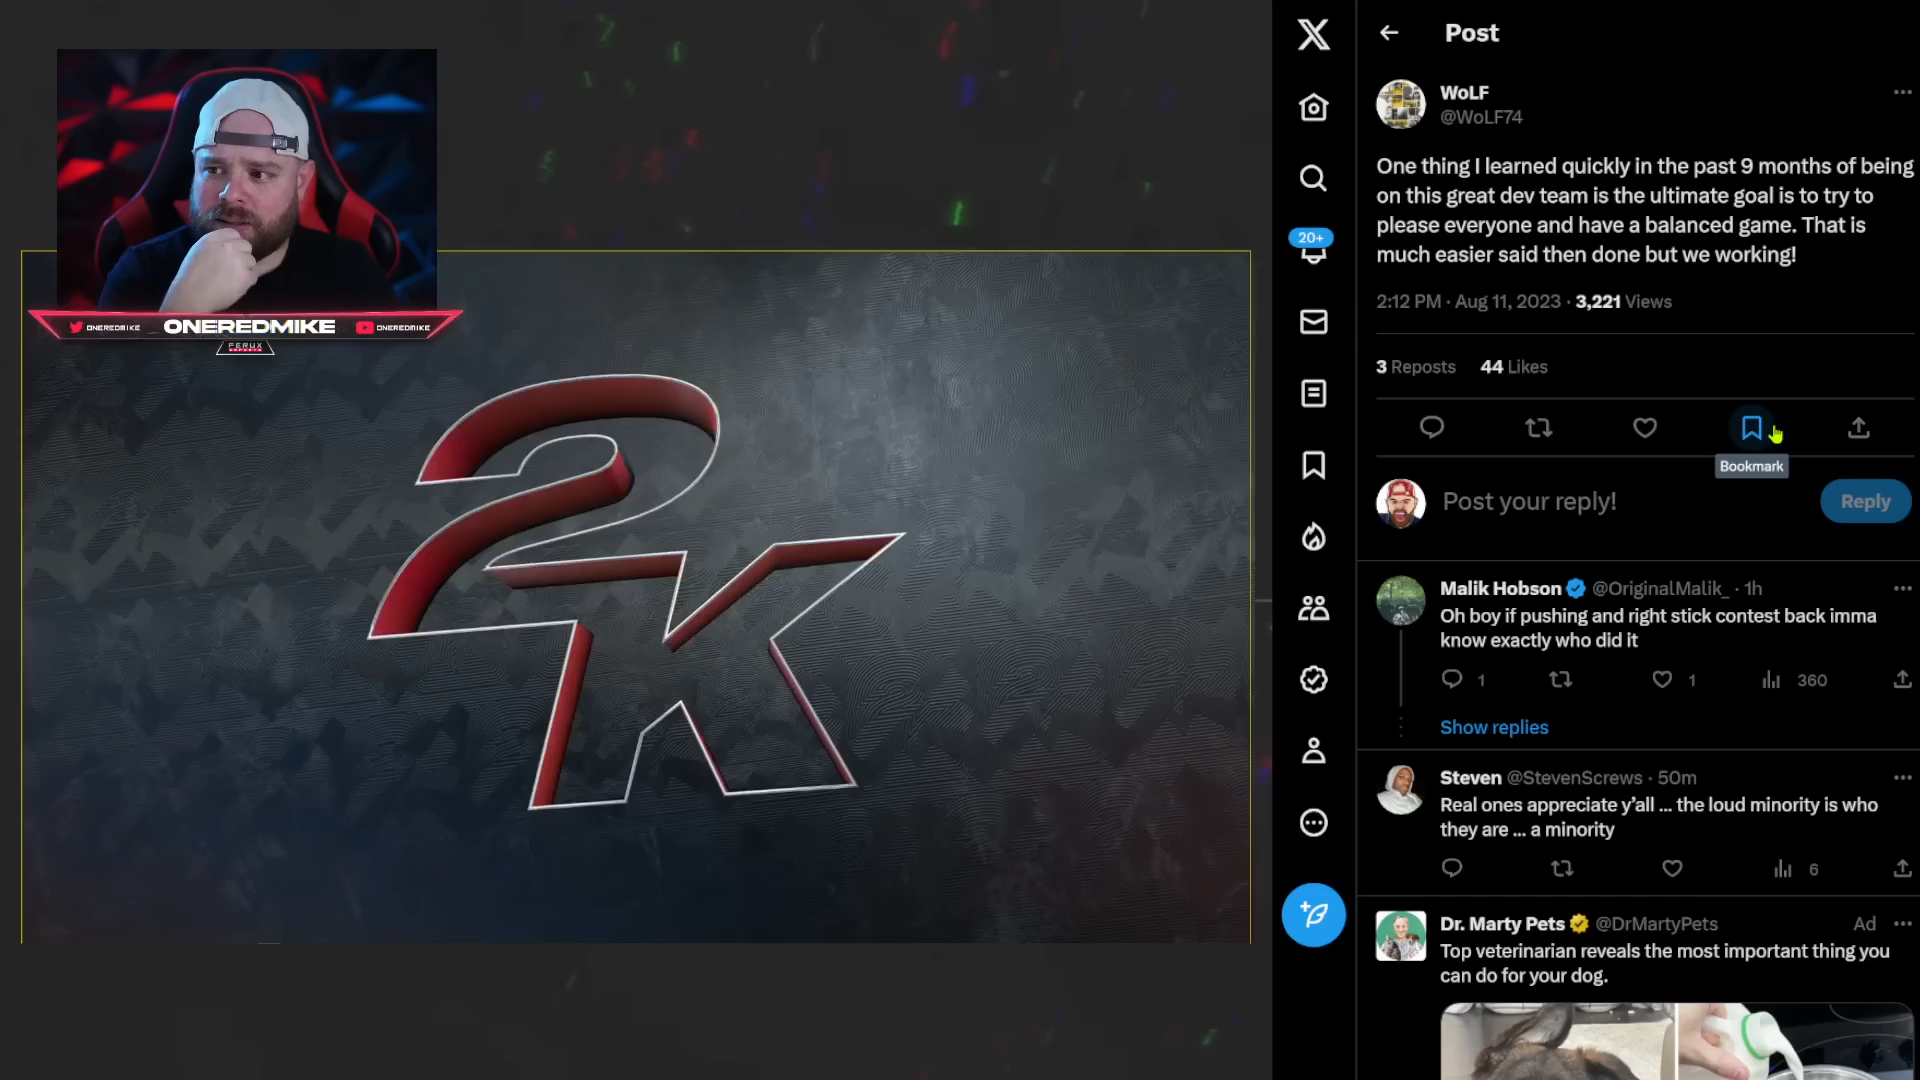 ONEREDMIKE
ONEREDMIKE
ONEREDMIKE
PERUX
ESPORTS
2K
X
20+
Post
WoLF
@WoLF74
One thing I learned quickly in the past 9 months of being
on this great dev team is the ultimate goal is to try to
please everyone and have a balanced game. That is
much easier said then done but we working!
2:12 PM · Aug 11, 2023 · 3,221 Views
3 Reposts 44 Likes
Bookmark
Post your reply!
Reply
Malik Hobson @OriginalMalik_ · 1h
Oh boy if pushing and right stick contest back imma
know exactly who did it
1 1 360
Show replies
Steven @StevenScrews · 50m
Real ones appreciate y'all ... the loud minority is who
they are ... a minority
6
Dr. Marty Pets @DrMartyPets Ad
Top veterinarian reveals the most important thing you
can do for your dog.